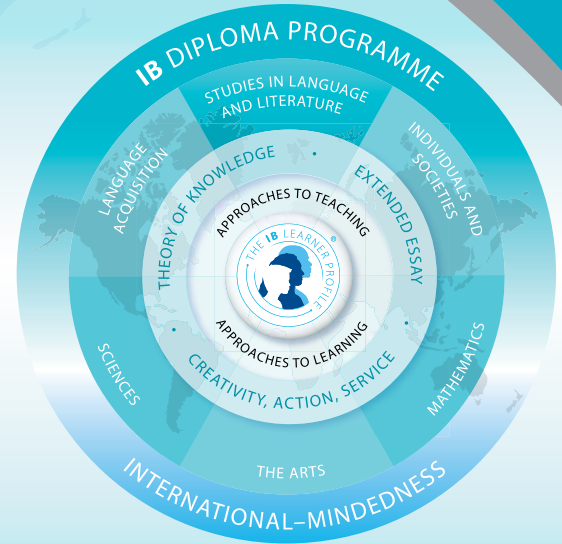 IB DIPLOMA PROGRAMME
STUDIES IN LANGUAGE
AND LITERATURE
LANGUAGE
ACQUISITION
INDIVIDUALS AND
SOCIETIES
THEORY OF KNOWLEDGE
EXTENDED ESSAY
APPROACHES TO TEACHING
THE IB LEARNER PROFILE
®
APPROACHES TO LEARNING
CREATIVITY, ACTION, SERVICE
SCIENCES
MATHEMATICS
THE ARTS
INTERNATIONAL–MINDEDNESS